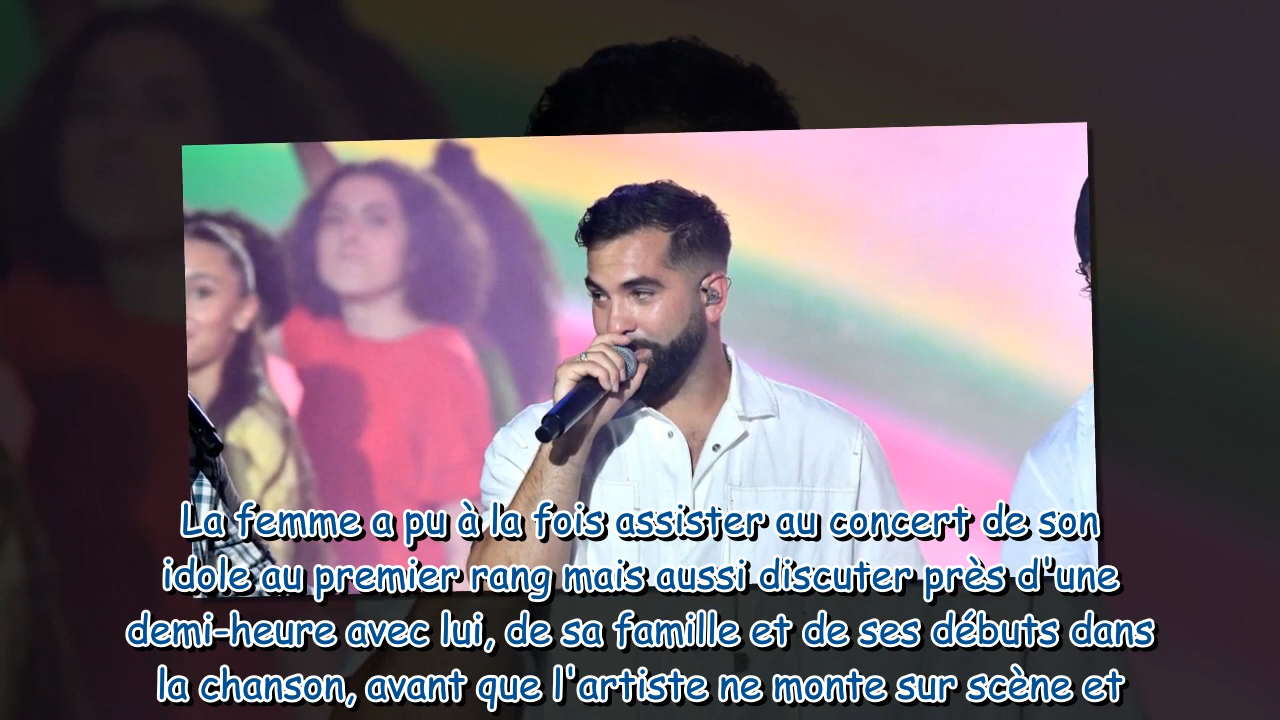 La femme a pu à la fois assister au concert de son
idole au premier rang mais aussi discuter près d'une
demi-heure avec lui, de sa famille et de ses débuts dans
la chanson, avant que l'artiste ne monte sur scène et